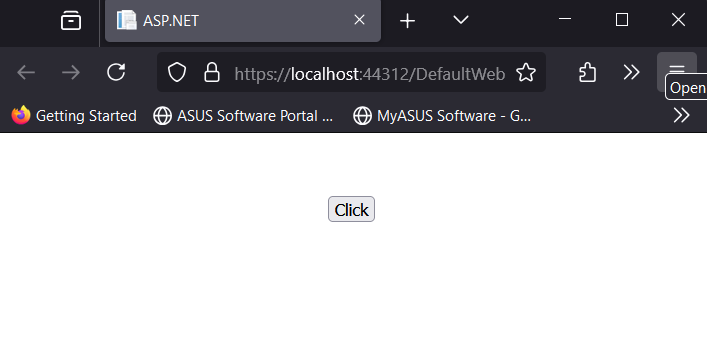 ASP.NET
https://localhost:44312/DefaultWeb
Open
Getting Started ASUS Software Portal ... MyASUS Software - G...
Click